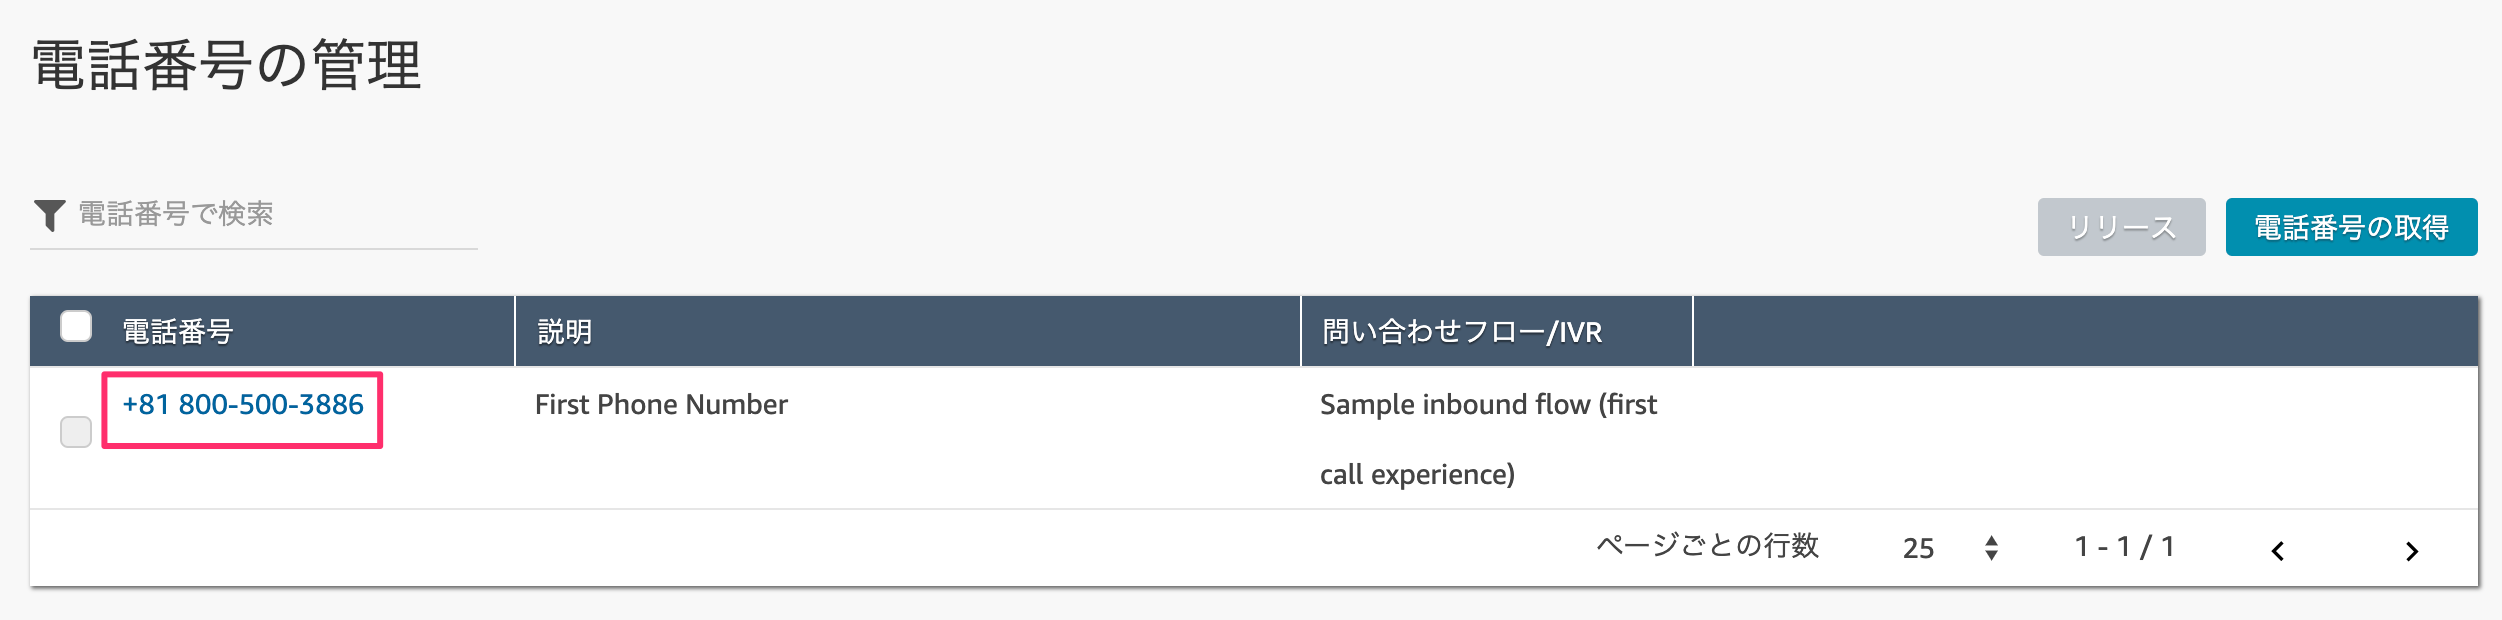 電話番号の管理
電話番号で検索
リリース
電話番号の取得
電話番号
説明
問い合わせフロー/IVR
+81 800-500-3886
First Phone Number
Sample inbound flow (first
call experience)
ページごとの行数
25
1 - 1 / 1